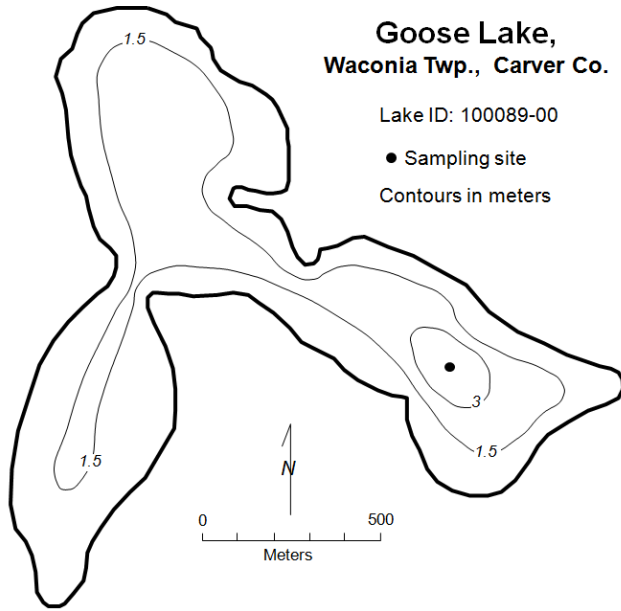 Goose Lake,
Waconia Twp., Carver Co.
Lake ID: 100089-00
Sampling site
Contours in meters
1.5
3
1.5
1.5
N
0 500
Meters